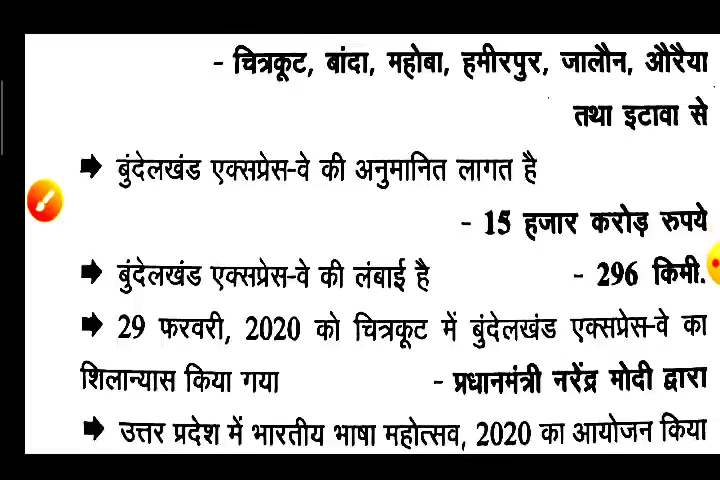 - चित्रकूट, बांदा, महोबा, हमीरपुर, जालौन, औरैया
तथा इटावा से
➡ बुंदेलखंड एक्सप्रेस-वे की अनुमानित लागत है
- 15 हजार करोड़ रुपये
➡ बुंदेलखंड एक्सप्रेस-वे की लंबाई है - 296 किमी.
➡ 29 फरवरी, 2020 को चित्रकूट में बुंदेलखंड एक्सप्रेस-वे का
शिलान्यास किया गया - प्रधानमंत्री नरेंद्र मोदी द्वारा
➡ उत्तर प्रदेश में भारतीय भाषा महोत्सव, 2020 का आयोजन किया